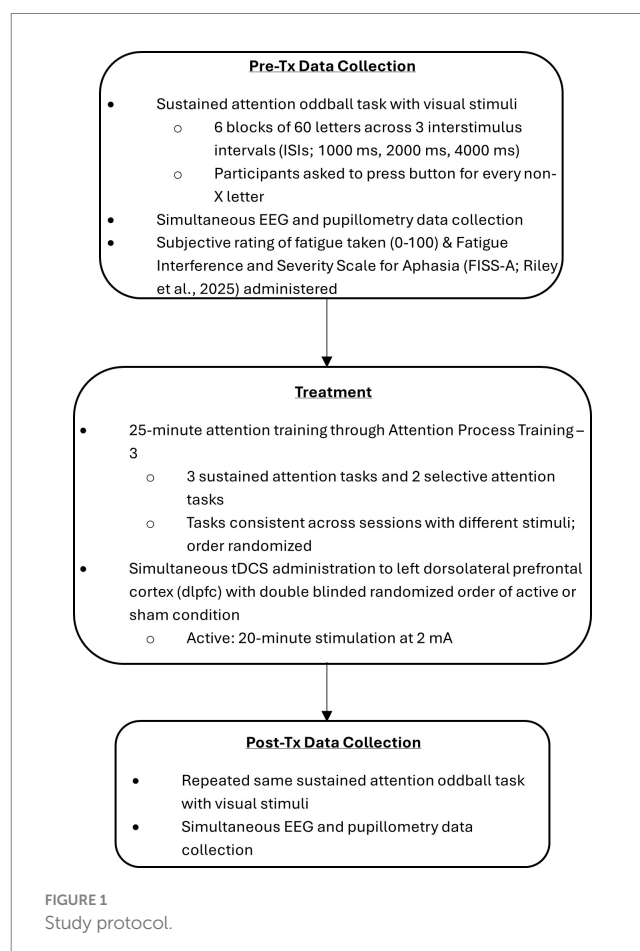 Pre-Tx Data Collection
• Sustained attention oddball task with visual stimuli
o 6 blocks of 60 letters across 3 interstimulus
intervals (ISIs; 1000 ms, 2000 ms, 4000 ms)
o Participants asked to press button for every non-
X letter
• Simultaneous EEG and pupillometry data collection
• Subjective rating of fatigue taken (0-100) & Fatigue
Interference and Severity Scale for Aphasia (FISS-A; Riley
et al., 2025) administered
Treatment
• 25-minute attention training through Attention Process Training –
3
o 3 sustained attention tasks and 2 selective attention
tasks
o Tasks consistent across sessions with different stimuli;
order randomized
• Simultaneous tDCS administration to left dorsolateral prefrontal
cortex (dlpfc) with double blinded randomized order of active or
sham condition
o Active: 20-minute stimulation at 2 mA
Post-Tx Data Collection
• Repeated same sustained attention oddball task
with visual stimuli
• Simultaneous EEG and pupillometry data
collection
FIGURE 1
Study protocol.